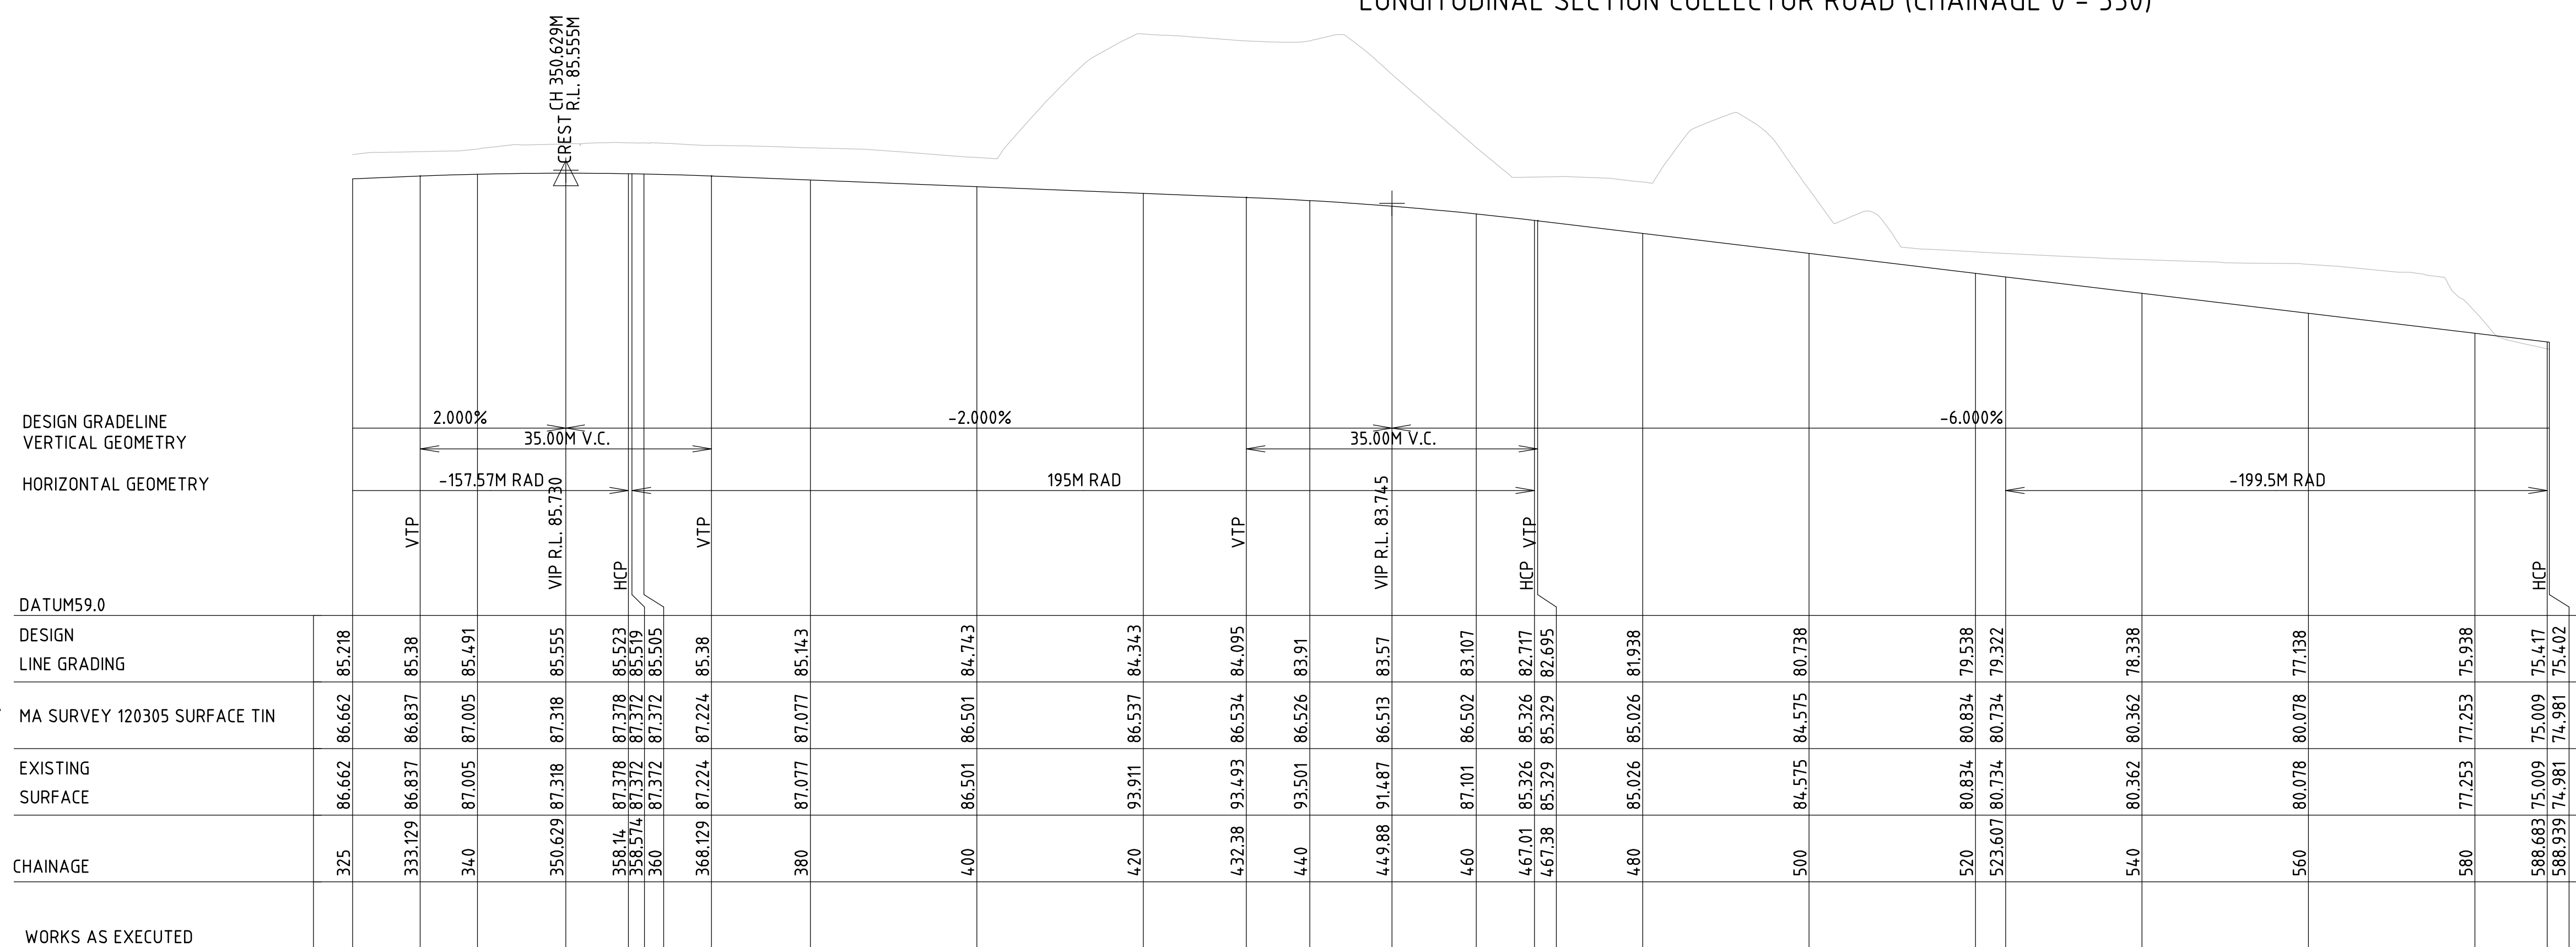 LONGITUDINAL SECTION COLLECTOR ROAD (CHAINAGE 0 - 550)
CREST CH 350.629M
R.L. 85.555M
DESIGN GRADELINE 2.000% -2.000% -6.000%
VERTICAL GEOMETRY 35.00M V.C. 35.00M V.C.
HORIZONTAL GEOMETRY -157.57M RAD 195M RAD -199.5M RAD
VTP VIP R.L. 85.730 HCP VTP VTP VIP R.L. 83.745 HCP VTP HCP
DATUM59.0
DESIGN
LINE GRADING
85.218 85.38 85.491 85.555 85.523 85.519 85.505 85.38 85.143 84.743 84.343 84.095 83.91 83.57 83.107 82.717 82.695 81.938 80.738 79.538 79.322 78.338 77.138 75.938 75.417 75.402
MA SURVEY 120305 SURFACE TIN
86.662 86.837 87.005 87.318 87.378 87.372 87.372 87.224 87.077 86.501 86.537 86.534 86.526 86.513 86.502 85.326 85.329 85.026 84.575 80.834 80.734 80.362 80.078 77.253 75.009 74.981
EXISTING
SURFACE
86.662 86.837 87.005 87.318 87.378 87.372 87.372 87.224 87.077 86.501 93.911 93.493 93.501 91.487 87.101 85.326 85.329 85.026 84.575 80.834 80.734 80.362 80.078 77.253 75.009 74.981
CHAINAGE
325 333.129 340 350.629 358.14 358.574 360 368.129 380 400 420 432.38 440 449.88 460 467.01 467.38 480 500 520 523.607 540 560 580 588.683 588.939
WORKS AS EXECUTED